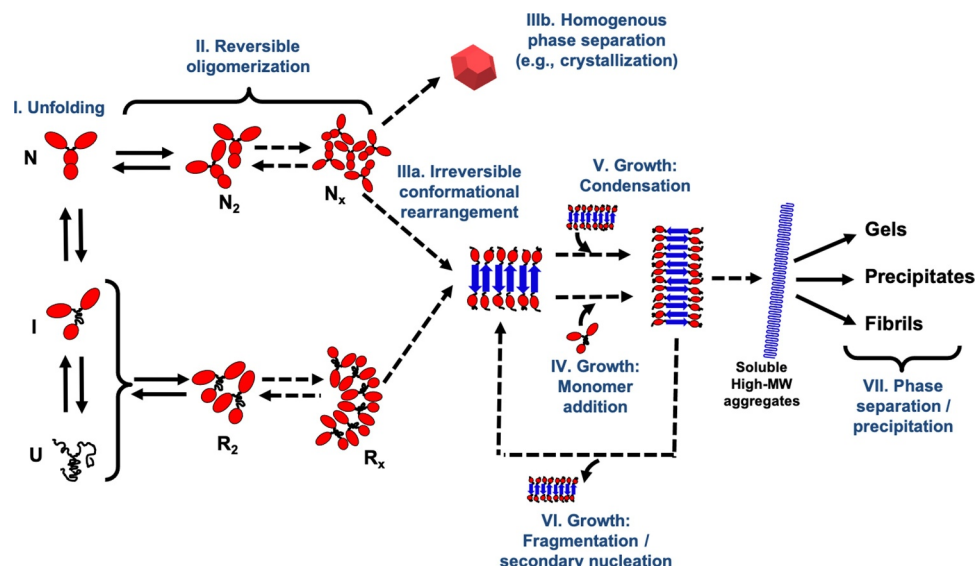 IIIb. Homogenous
phase separation
(e.g., crystallization)
II. Reversible
oligomerization
I. Unfolding
N
N2
Nx
IIIa. Irreversible
conformational
rearrangement
V. Growth:
Condensation
Gels
Precipitates
Fibrils
I
IV. Growth:
Monomer
addition
Soluble
High-MW
aggregates
VII. Phase
separation /
precipitation
U
R2
Rx
VI. Growth:
Fragmentation /
secondary nucleation